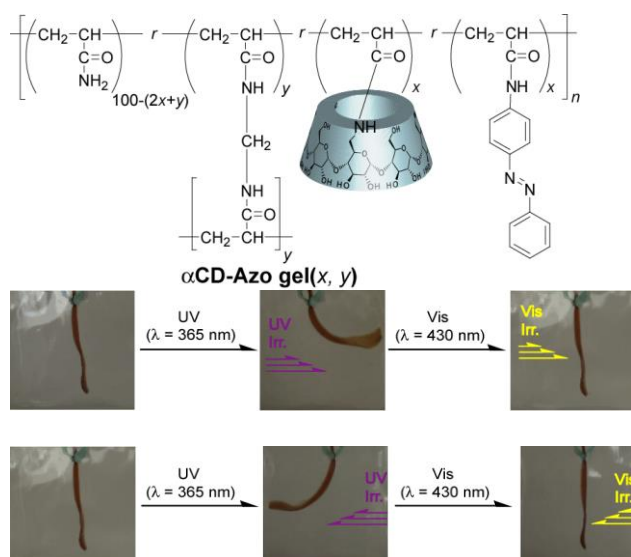 CH2-CH r CH2-CH r CH2-CH r CH2-CH
C=O C=O C C=O
NH2 O NH
100-(2x+y) NH y x x n
CH2 NH
OH O HO OH
NH N
C=O N
CH2-CH y
αCD-Azo gel(x, y)
UV Vis
(λ = 365 nm) (λ = 430 nm)
UV Irr.
Vis Irr.
UV Vis
(λ = 365 nm) (λ = 430 nm)
UV Irr.
Vis Irr.